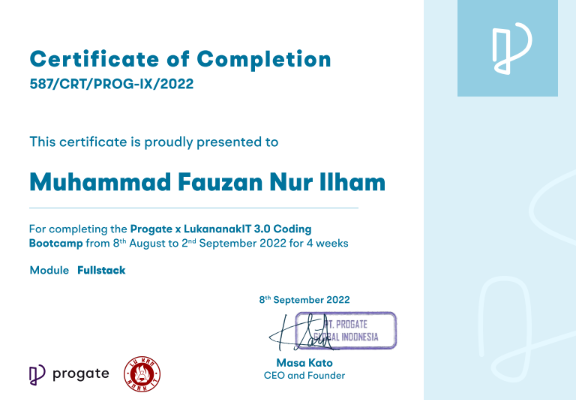 Certificate of Completion
587/CRT/PROG-IX/2022
This certificate is proudly presented to
Muhammad Fauzan Nur Ilham
For completing the Progate x LukananakIT 3.0 Coding
Bootcamp from 8th August to 2nd September 2022 for 4 weeks
Module Fullstack
8th September 2022
PT. PROGATE
GLOBAL INDONESIA
Masa Kato
CEO and Founder
progate